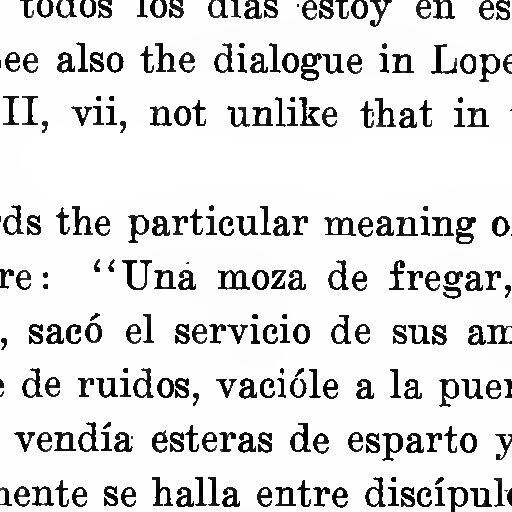 todos los días estoy en es
ee also the dialogue in Lope
II, vii, not unlike that in
ds the particular meaning o
re: “Una moza de fregar,
, sacó el servicio de sus am
e de ruidos, vacióle a la puer
vendía esteras de esparto y
mente se halla entre discípul